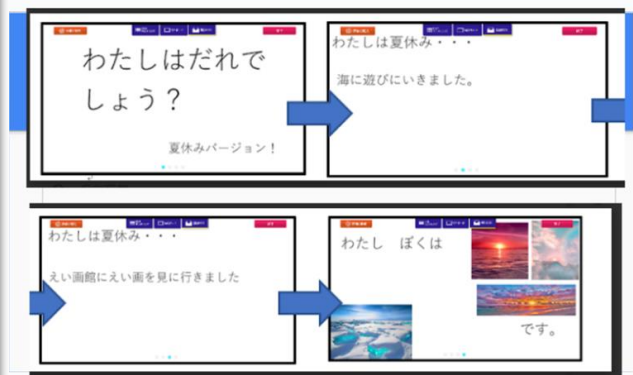 わたしはだれで
しょう？
夏休みバージョン！
わたしは夏休み・・・
海に遊びにいきました。
わたしは夏休み・・・
えい画館にえい画を見に行きました
わたし　ぼくは
です。